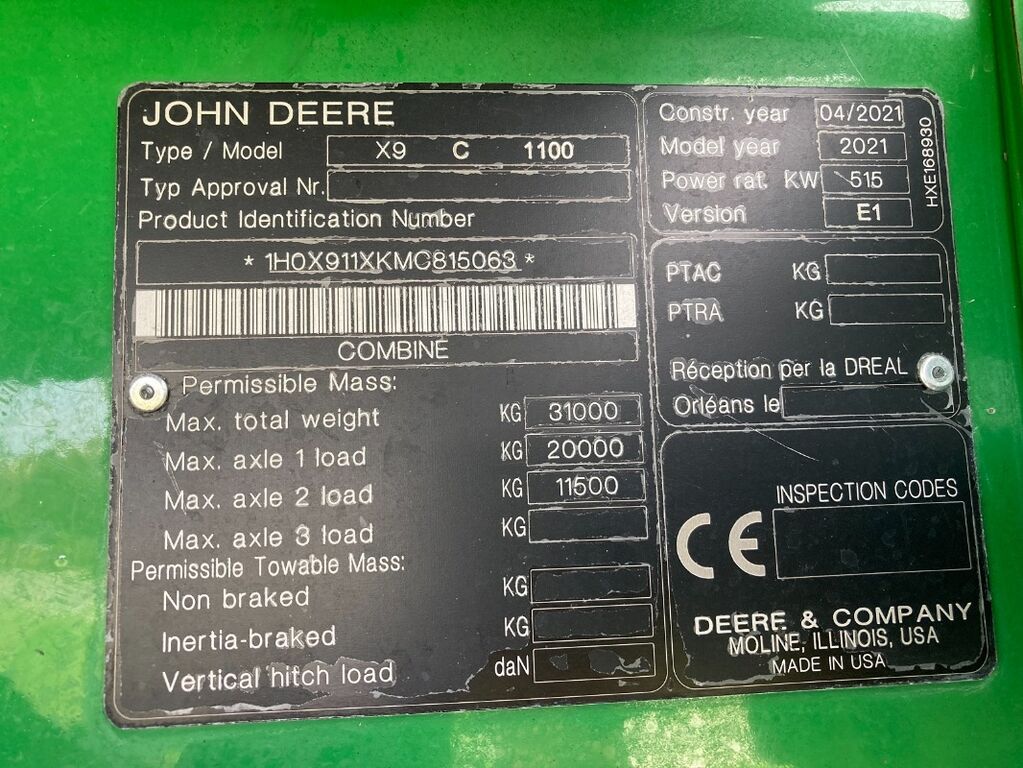 JOHN DEERE
Type / Model X9 C 1100
Typ Approval Nr.
Product Identification Number
* 1H0X911XKMC815063 *
COMBINE
Permissible Mass:
Max. total weight KG 31000
Max. axle 1 load KG 20000
Max. axle 2 load KG 11500
Max. axle 3 load KG
Permissible Towable Mass:
Non braked KG
Inertia-braked KG
Vertical hitch load daN
Constr. year 04/2021
Model year 2021
Power rat. KW 515
Version E1
HXE168930
PTAC KG
PTRA KG
Réception per la DREAL
Orléans le
INSPECTION CODES
CE
DEERE & COMPANY
MOLINE, ILLINOIS, USA
MADE IN USA